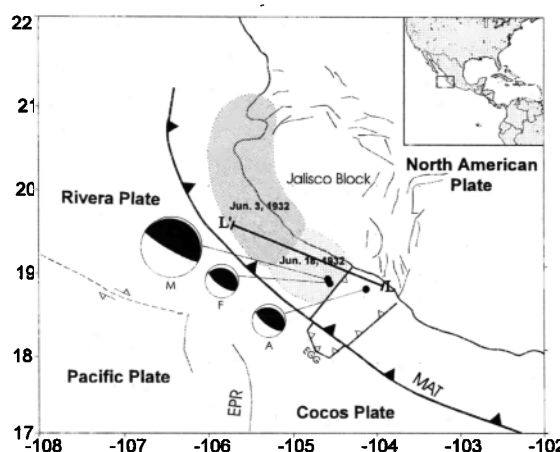 22
21
20
19
18
17
-108
-107
-106
-105
-104
-103
-102
North American
Plate
Jalisco Block
Rivera Plate
Jun. 3, 1932
L'
Jun. 18, 1932
L
M
F
A
EGG
Pacific Plate
EPR
MAT
Cocos Plate